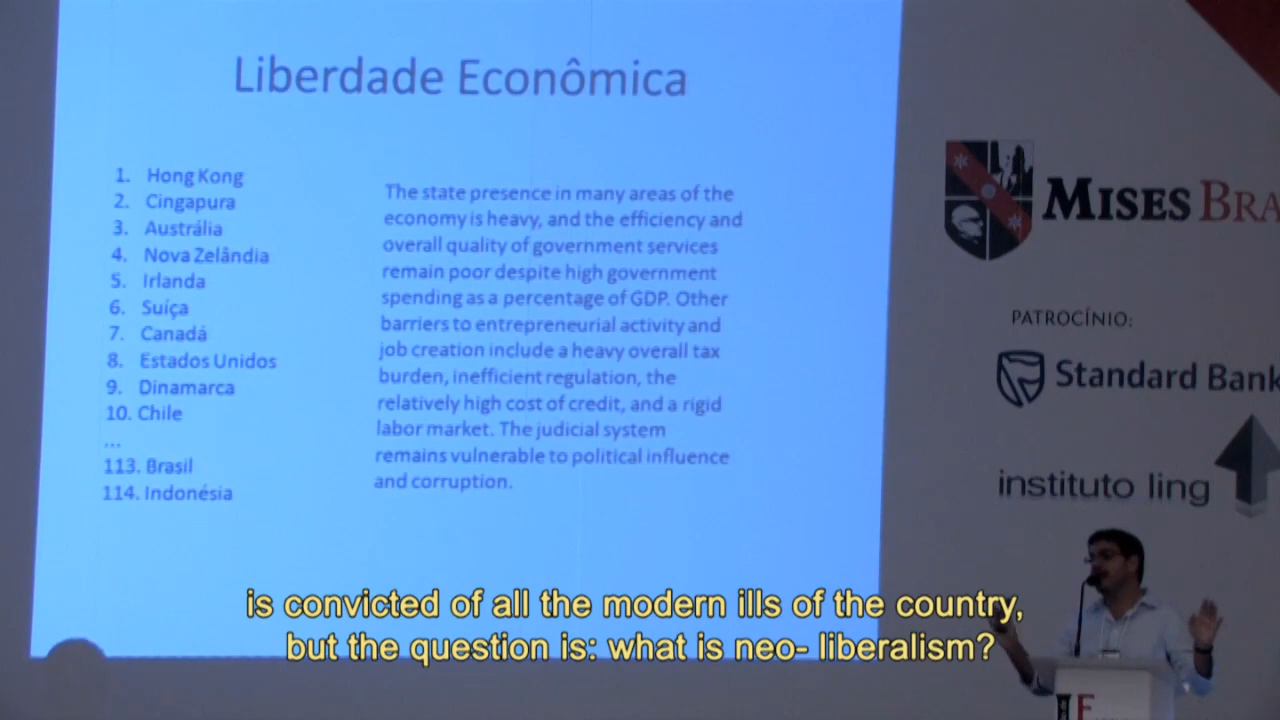 Liberdade Econômica
1. Hong Kong
2. Cingapura
3. Austrália
4. Nova Zelândia
5. Irlanda
6. Suíça
7. Canadá
8. Estados Unidos
9. Dinamarca
10. Chile
...
113. Brasil
114. Indonésia
The state presence in many areas of the
economy is heavy, and the efficiency and
overall quality of government services
remain poor despite high government
spending as a percentage of GDP. Other
barriers to entrepreneurial activity and
job creation include a heavy overall tax
burden, inefficient regulation, the
relatively high cost of credit, and a rigid
labor market. The judicial system
remains vulnerable to political influence
and corruption.
MISES BRA
PATROCÍNIO:
Standard Bank
instituto ling
is convicted of all the modern ills of the country,
but the question is: what is neo- liberalism?